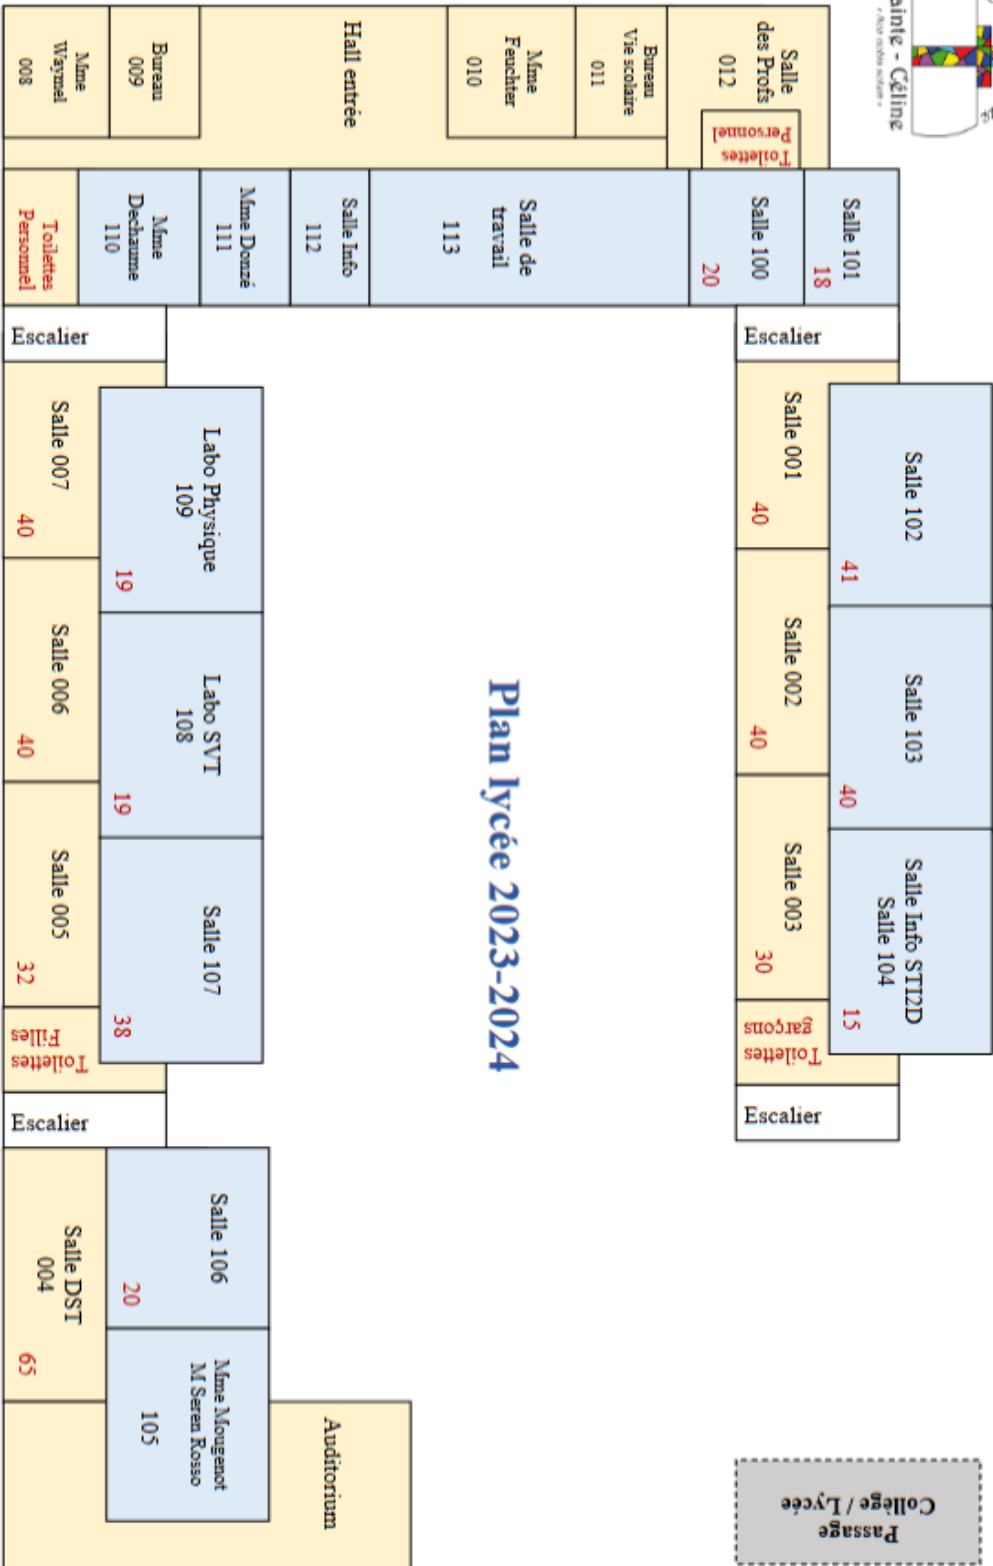 ainte - Céline
Salle
des Profs
012
Toilettes
Personnel
Bureau
Vie scolaire
011
Mme
Feuchter
010
Hall entrée
Bureau
009
Mme
Waymel
008
Salle 101
18
Salle 100
20
Salle de
travail
113
Salle Info
112
Mme Donzé
111
Mme
Dechaume
110
Toilettes
Personnel
Escalier
Escalier
Salle 102
41
Salle 103
40
Salle Info STI2D
Salle 104
15
Salle 001
40
Salle 002
40
Salle 003
30
Toilettes
garçons
Escalier
Plan lycée 2023-2024
Labo Physique
109
19
Labo SVT
108
19
Salle 107
38
Salle 007
40
Salle 006
40
Salle 005
32
Toilettes
Filles
Escalier
Salle 106
20
Mme Mougenot
M Seren Rosso
105
Salle DST
004
65
Auditorium
Passage
Collège / Lycée